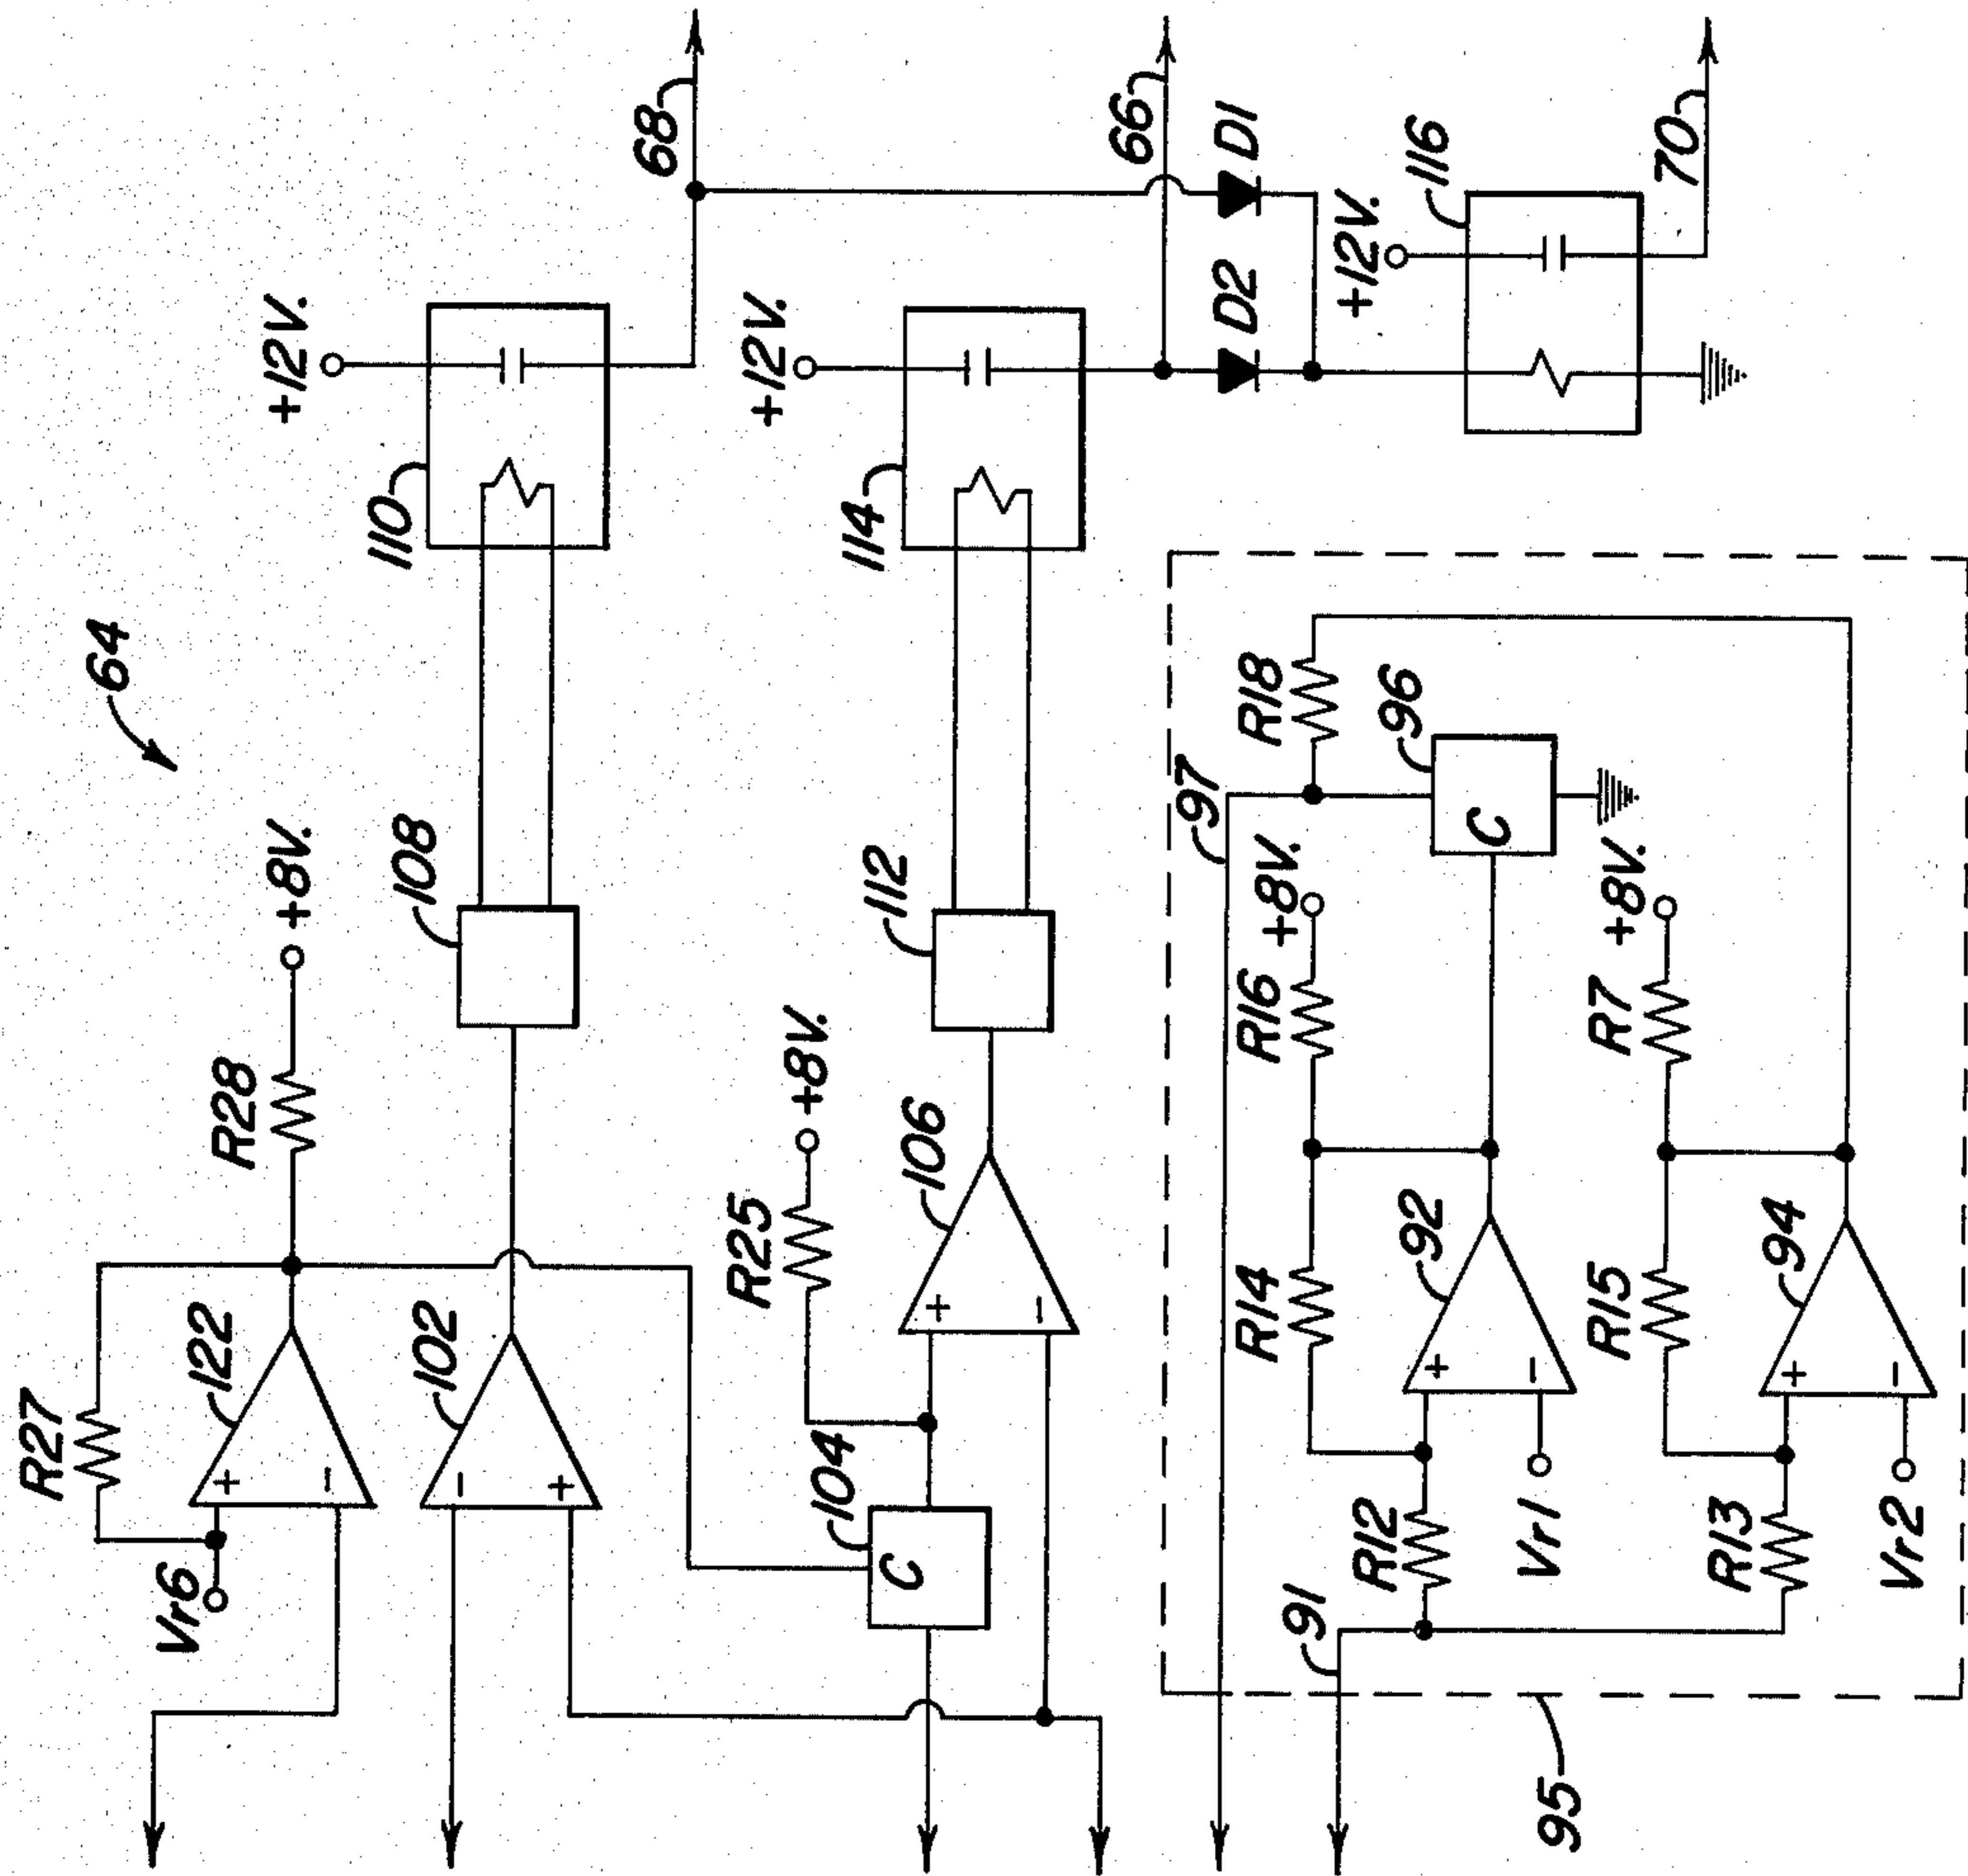 64
68
+12V.
110
108
+8V.
R28
R27
122
Vr6
+
-
102
-
+
+12V.
66
D1
D2
114
112
+8V.
R25
106
+
-
104
C
+12V.
116
70
97
R18
96
C
+8V.
R16
R14
92
+
-
R12
Vr1
91
+8V.
R7
R15
94
+
-
R13
Vr2
95